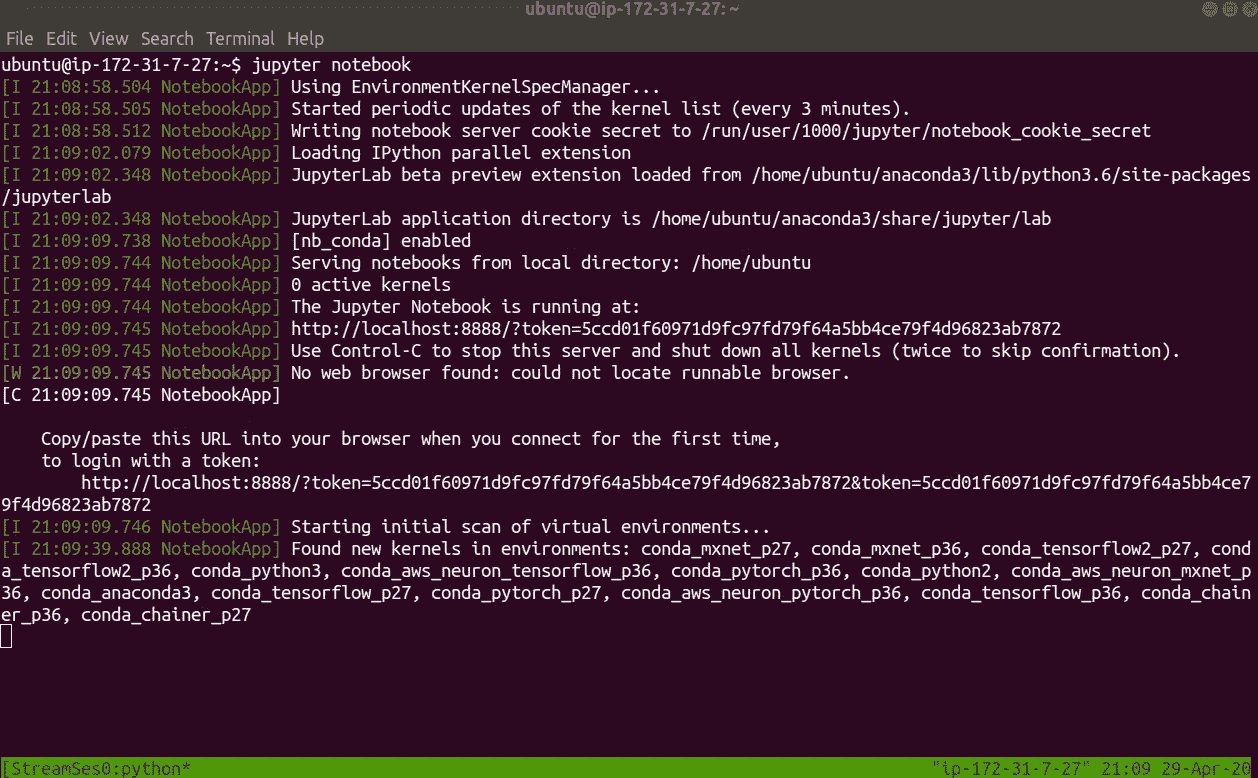 ubuntu@ip-172-31-7-27: ~
File Edit View Search Terminal Help
ubuntu@ip-172-31-7-27:~$ jupyter notebook
[I 21:08:58.504 NotebookApp] Using EnvironmentKernelSpecManager...
[I 21:08:58.505 NotebookApp] Started periodic updates of the kernel list (every 3 minutes).
[I 21:08:58.512 NotebookApp] Writing notebook server cookie secret to /run/user/1000/jupyter/notebook_cookie_secret
[I 21:09:02.079 NotebookApp] Loading IPython parallel extension
[I 21:09:02.348 NotebookApp] JupyterLab beta preview extension loaded from /home/ubuntu/anaconda3/lib/python3.6/site-packages
/jupyterlab
[I 21:09:02.348 NotebookApp] JupyterLab application directory is /home/ubuntu/anaconda3/share/jupyter/lab
[I 21:09:09.738 NotebookApp] [nb_conda] enabled
[I 21:09:09.744 NotebookApp] Serving notebooks from local directory: /home/ubuntu
[I 21:09:09.744 NotebookApp] 0 active kernels
[I 21:09:09.744 NotebookApp] The Jupyter Notebook is running at:
[I 21:09:09.745 NotebookApp] http://localhost:8888/?token=5ccd01f60971d9fc97fd79f64a5bb4ce79f4d96823ab7872
[I 21:09:09.745 NotebookApp] Use Control-C to stop this server and shut down all kernels (twice to skip confirmation).
[W 21:09:09.745 NotebookApp] No web browser found: could not locate runnable browser.
[C 21:09:09.745 NotebookApp]
Copy/paste this URL into your browser when you connect for the first time,
to login with a token:
http://localhost:8888/?token=5ccd01f60971d9fc97fd79f64a5bb4ce79f4d96823ab7872&token=5ccd01f60971d9fc97fd79f64a5bb4ce7
9f4d96823ab7872
[I 21:09:09.746 NotebookApp] Starting initial scan of virtual environments...
[I 21:09:39.888 NotebookApp] Found new kernels in environments: conda_mxnet_p27, conda_mxnet_p36, conda_tensorflow2_p27, cond
a_tensorflow2_p36, conda_python3, conda_aws_neuron_tensorflow_p36, conda_pytorch_p36, conda_python2, conda_aws_neuron_mxnet_p
36, conda_anaconda3, conda_tensorflow_p27, conda_pytorch_p27, conda_aws_neuron_pytorch_p36, conda_tensorflow_p36, conda_chain
er_p36, conda_chainer_p27
[StreamSes0:python* "ip-172-31-7-27" 21:09 29-Apr-20